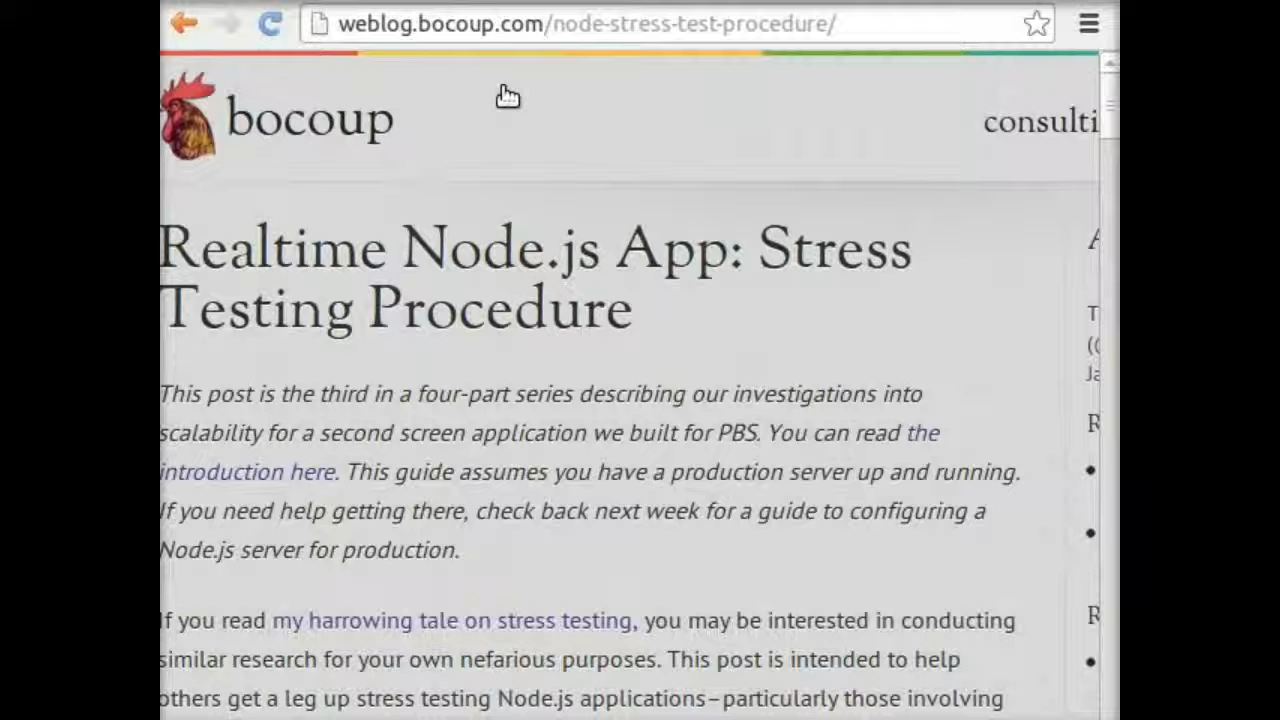 weblog.bocoup.com/node-stress-test-procedure/
bocoup
consulti
Realtime Node.js App: Stress
Testing Procedure
This post is the third in a four-part series describing our investigations into
scalability for a second screen application we built for PBS. You can read the
introduction here. This guide assumes you have a production server up and running.
If you need help getting there, check back next week for a guide to configuring a
Node.js server for production.
If you read my harrowing tale on stress testing, you may be interested in conducting
similar research for your own nefarious purposes. This post is intended to help
others get a leg up stress testing Node.js applications–particularly those involving
A
T
((
Ja
R
R